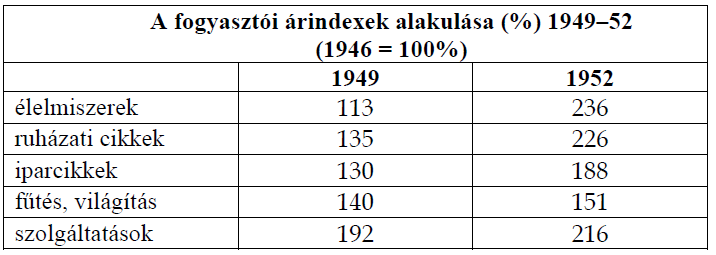 A fogyasztói árindexek alakulása (%) 1949–52
(1946 = 100%)
1949 1952
élelmiszerek 113 236
ruházati cikkek 135 226
iparcikkek 130 188
fűtés, világítás 140 151
szolgáltatások 192 216